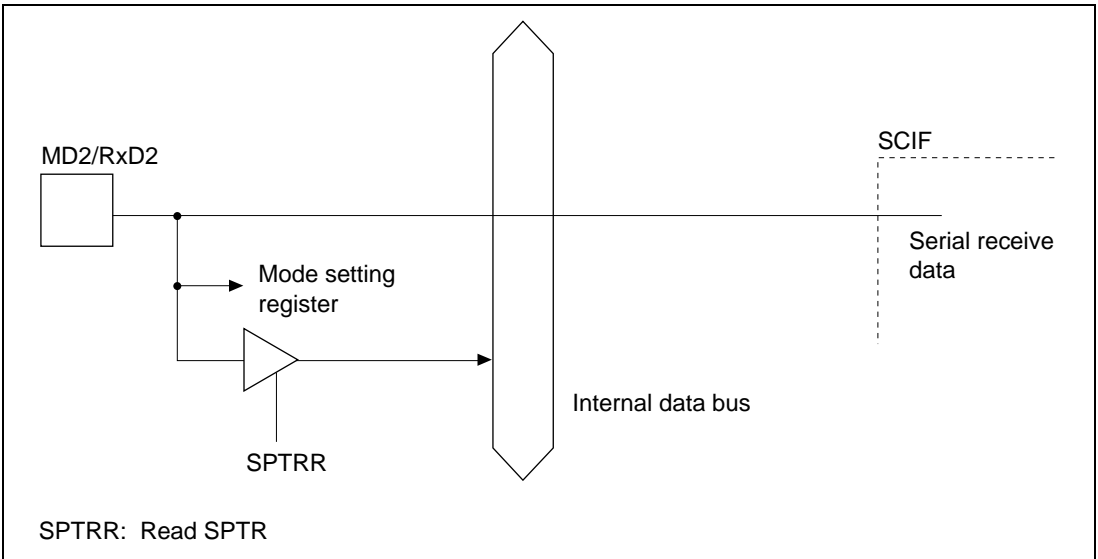 SCIF
MD2/RxD2
Serial receive
data
Mode setting
register
Internal data bus
SPTRR
SPTRR: Read SPTR